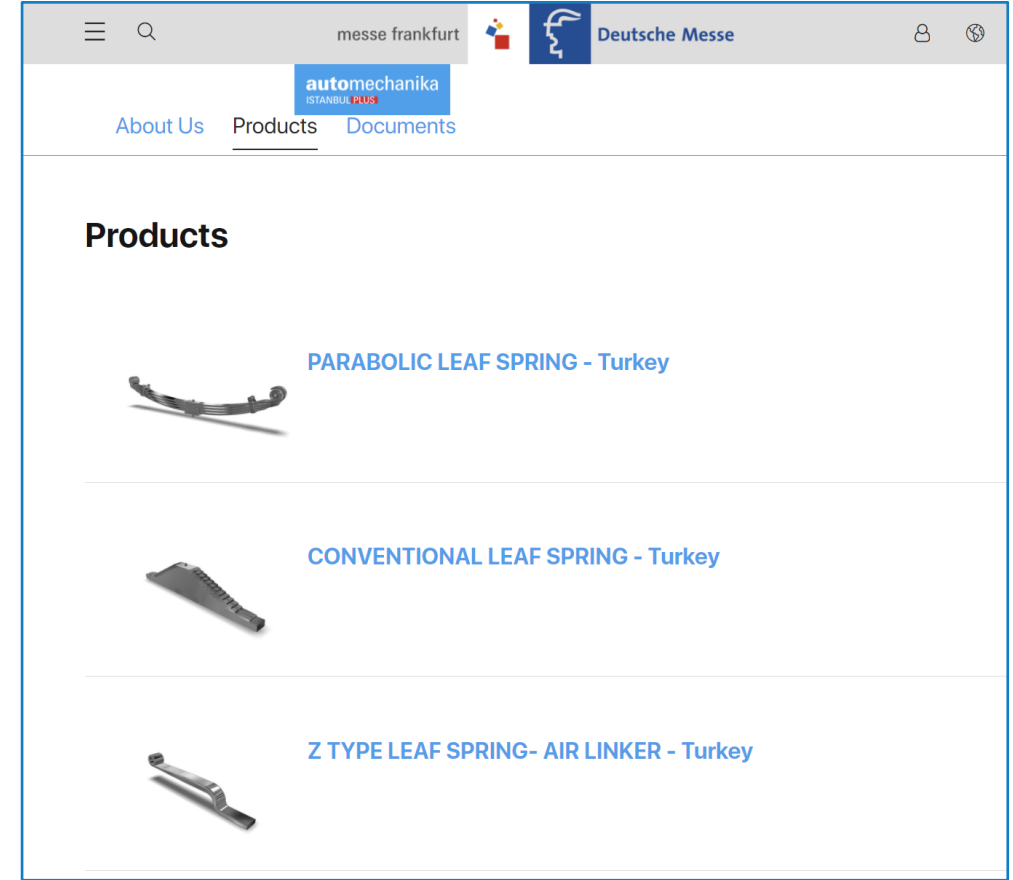 messe frankfurt
Deutsche Messe
automechanika
ISTANBUL PLUS
About Us Products Documents
Products
PARABOLIC LEAF SPRING - Turkey
CONVENTIONAL LEAF SPRING - Turkey
Z TYPE LEAF SPRING- AIR LINKER - Turkey